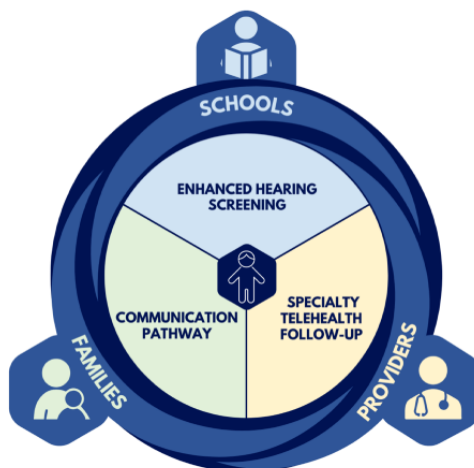 SCHOOLS
ENHANCED HEARING
SCREENING
COMMUNICATION
PATHWAY
SPECIALTY
TELEHEALTH
FOLLOW-UP
FAMILIES
PROVIDERS